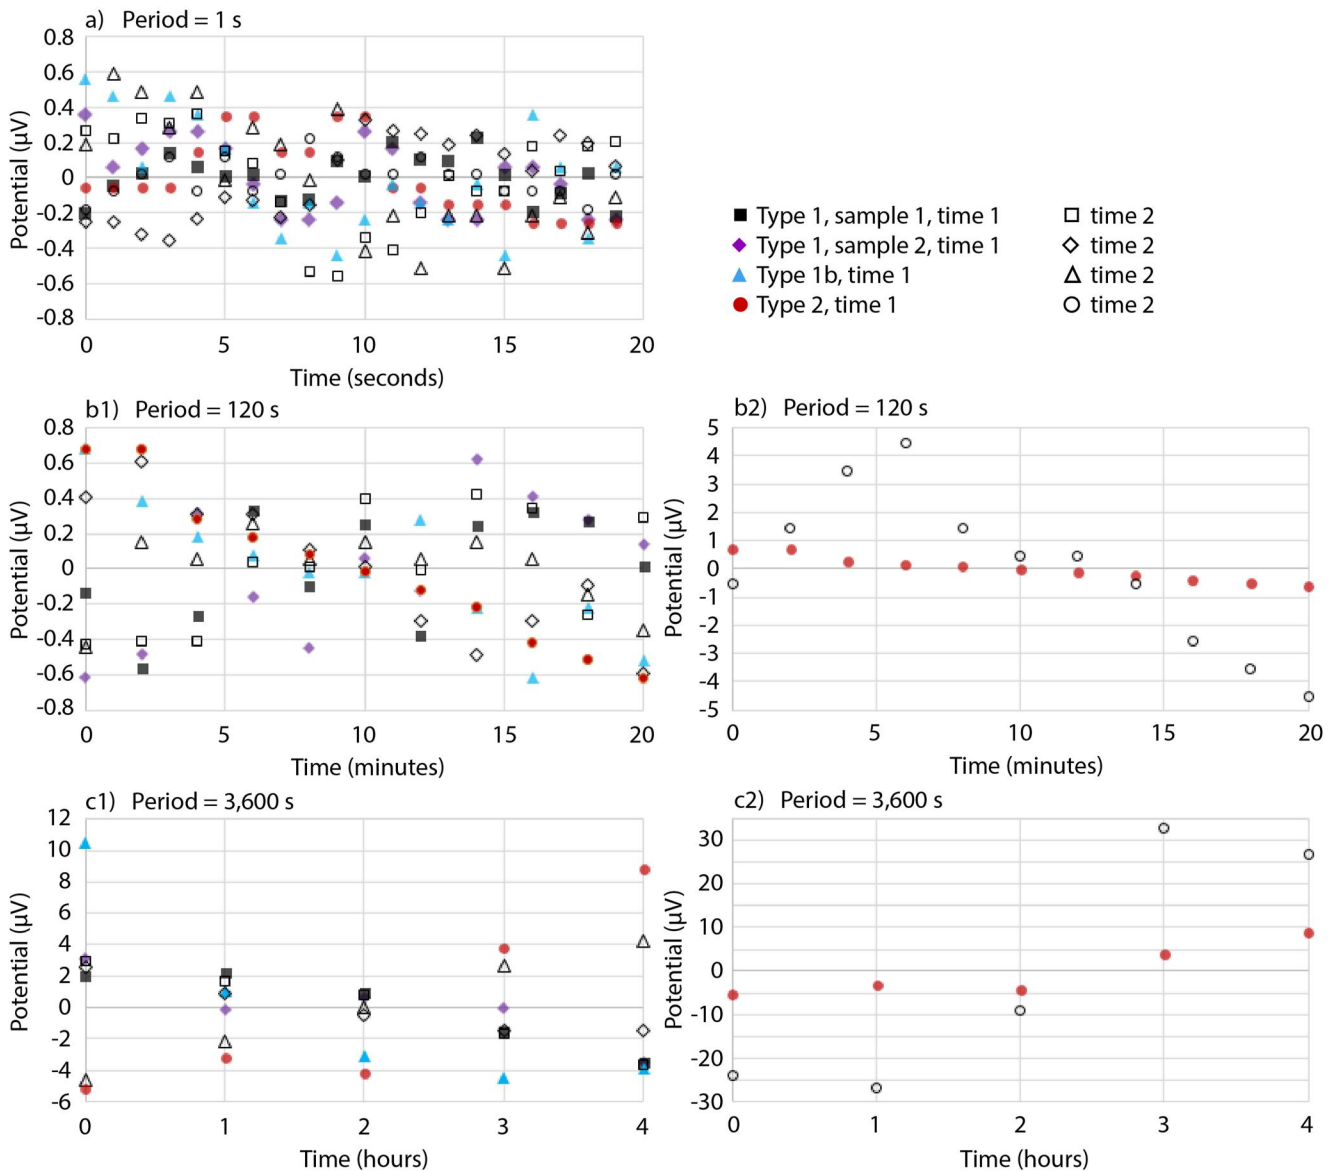 a) Period = 1 s
0.8
0.6
0.4
0.2
0
-0.2
-0.4
-0.6
-0.8
Potential (µV)
0 5 10 15 20
Time (seconds)
Type 1, sample 1, time 1 time 2
Type 1, sample 2, time 1 time 2
Type 1b, time 1 time 2
Type 2, time 1 time 2
b1) Period = 120 s
0.8
0.6
0.4
0.2
0
-0.2
-0.4
-0.6
-0.8
Potential (µV)
0 5 10 15 20
Time (minutes)
b2) Period = 120 s
5
4
3
2
1
0
-1
-2
-3
-4
-5
Potential (µV)
0 5 10 15 20
Time (minutes)
c1) Period = 3,600 s
12
10
8
6
4
2
0
-2
-4
-6
Potential (µV)
0 1 2 3 4
Time (hours)
c2) Period = 3,600 s
30
20
10
0
-10
-20
-30
Potential (µV)
0 1 2 3 4
Time (hours)